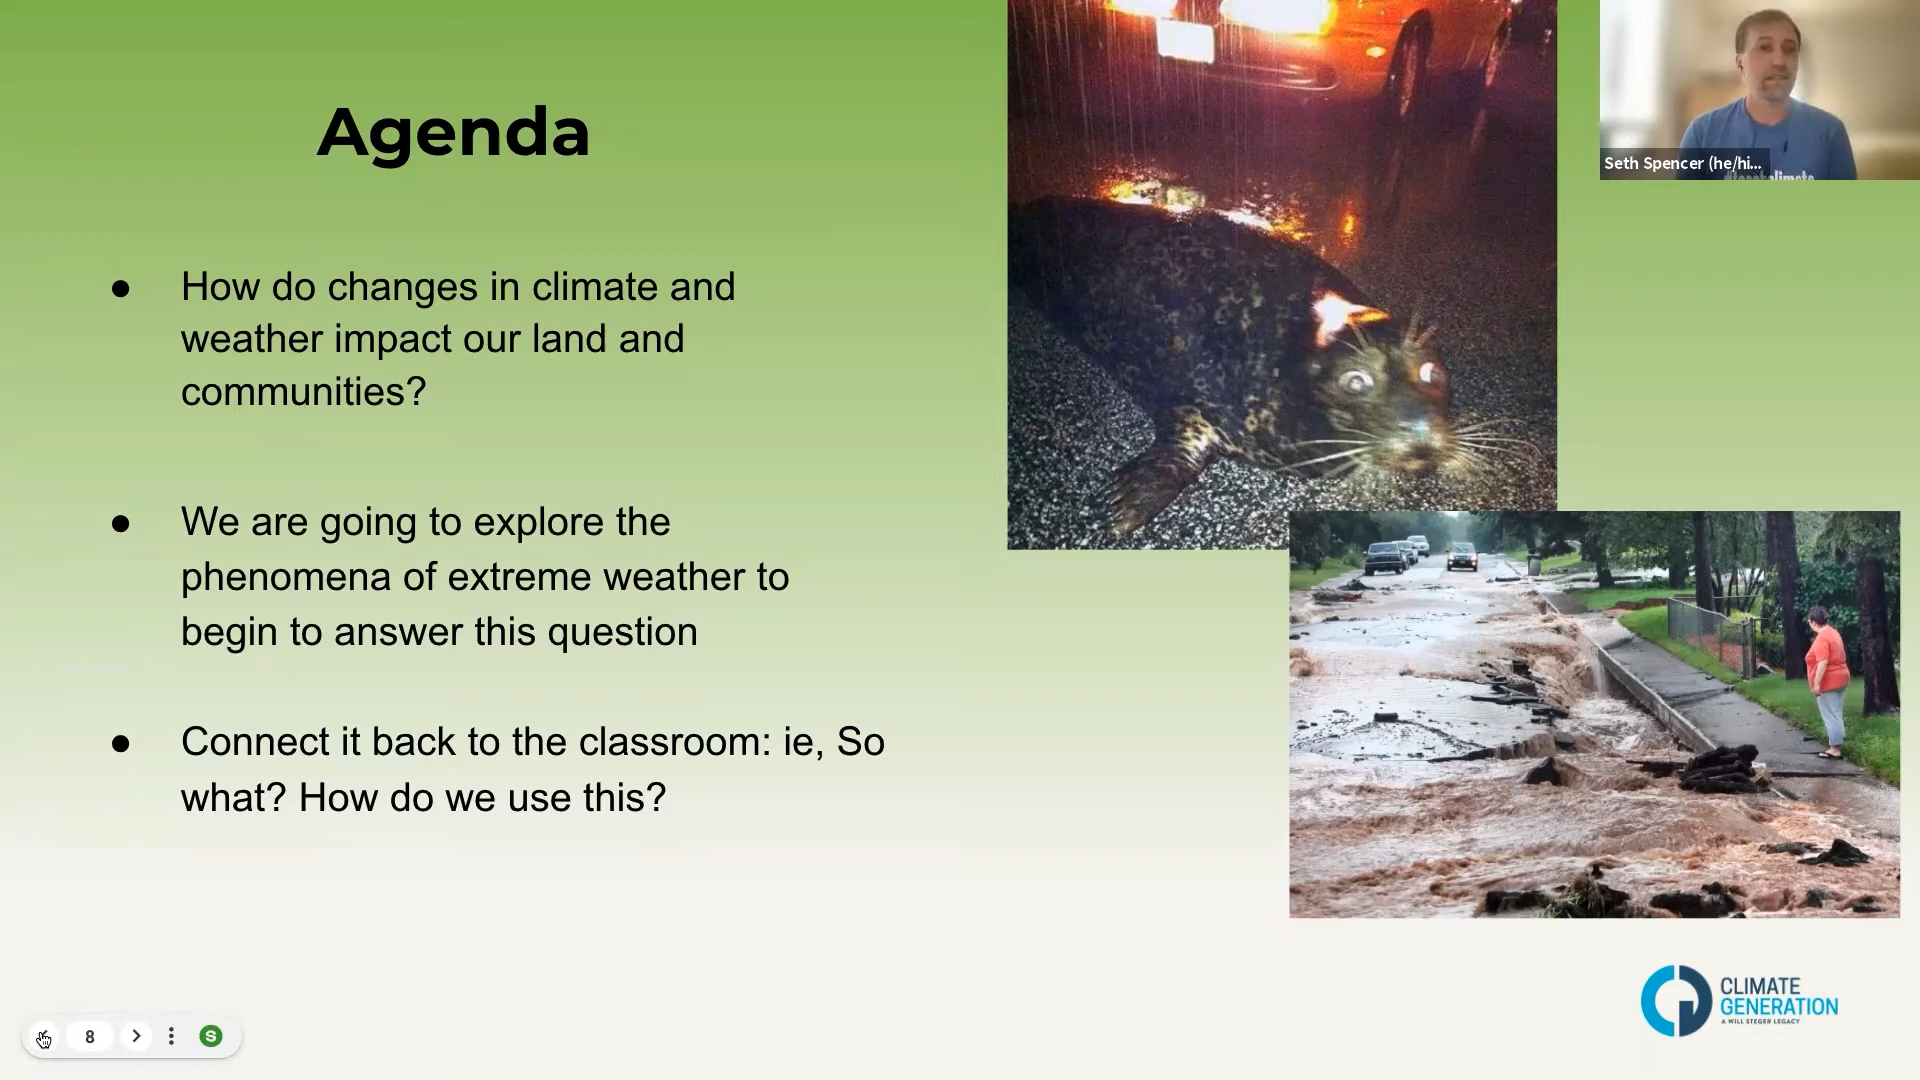 Agenda
● How do changes in climate and
weather impact our land and
communities?
● We are going to explore the
phenomena of extreme weather to
begin to answer this question
● Connect it back to the classroom: ie, So
what? How do we use this?
Seth Spencer (he/hi...
CLIMATE
GENERATION
A WILL STEGER LEGACY
8
S